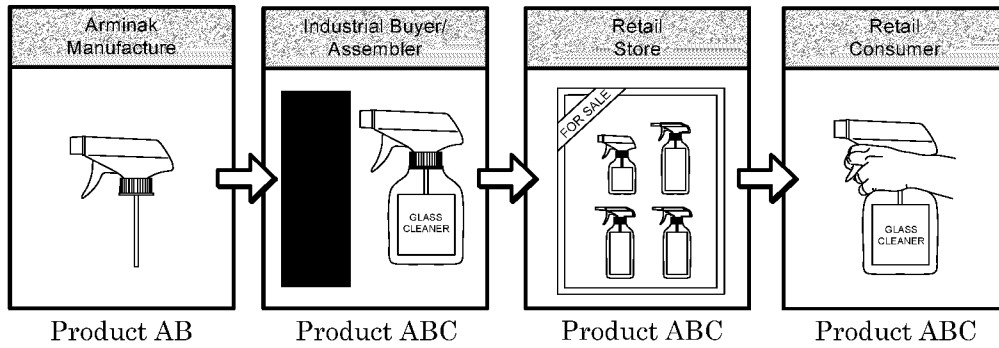 Arminak
Manufacture
Industrial Buyer/
Assembler
Retail
Store
Retail
Consumer
GLASS
CLEANER
FOR SALE
GLASS
CLEANER
Product AB
Product ABC
Product ABC
Product ABC